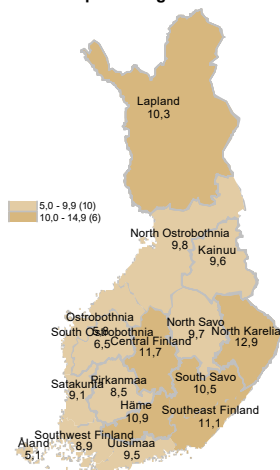 Lapland
10,3
5,0 - 9,9 (10)
10,0 - 14,9 (6)
North Ostrobothnia
9,8
Kainuu
9,6
Ostrobothnia
South Ostrobothnia
6,5
Central Finland
11,7
North Savo
9,7
North Karelia
12,9
Satakunta
9,1
Pirkanmaa
8,5
South Savo
10,5
Häme
10,9
Southeast Finland
11,1
Southwest Finland
8,9
Uusimaa
9,5
Åland
5,1